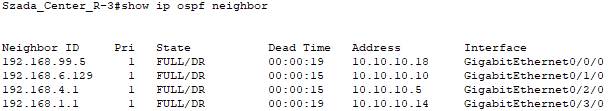 Szada_Center_R-3#show ip ospf neighbor
Neighbor ID Pri State Dead Time Address Interface
192.168.99.5 1 FULL/DR 00:00:19 10.10.10.18 GigabitEthernet0/0/0
192.168.6.129 1 FULL/DR 00:00:15 10.10.10.10 GigabitEthernet0/1/0
192.168.4.1 1 FULL/DR 00:00:15 10.10.10.5 GigabitEthernet0/2/0
192.168.1.1 1 FULL/DR 00:00:19 10.10.10.14 GigabitEthernet0/3/0